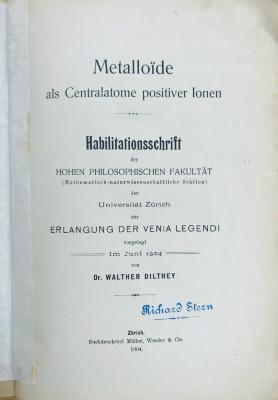 Metalloïde
als Centralatome positiver Ionen
Habilitationsschrift
der
HOHEN PHILOSOPHISCHEN FAKULTÄT
(Mathematisch-naturwissenschaftliche Sektion)
der
Universität Zürich
zur
ERLANGUNG DER VENIA LEGENDI
vorgelegt
Im Juni 1904
von
Dr. WALTHER DILTHEY
Richard Stern
Zürich.
Buchdruckerei Müller, Werder & Cie.
1904.